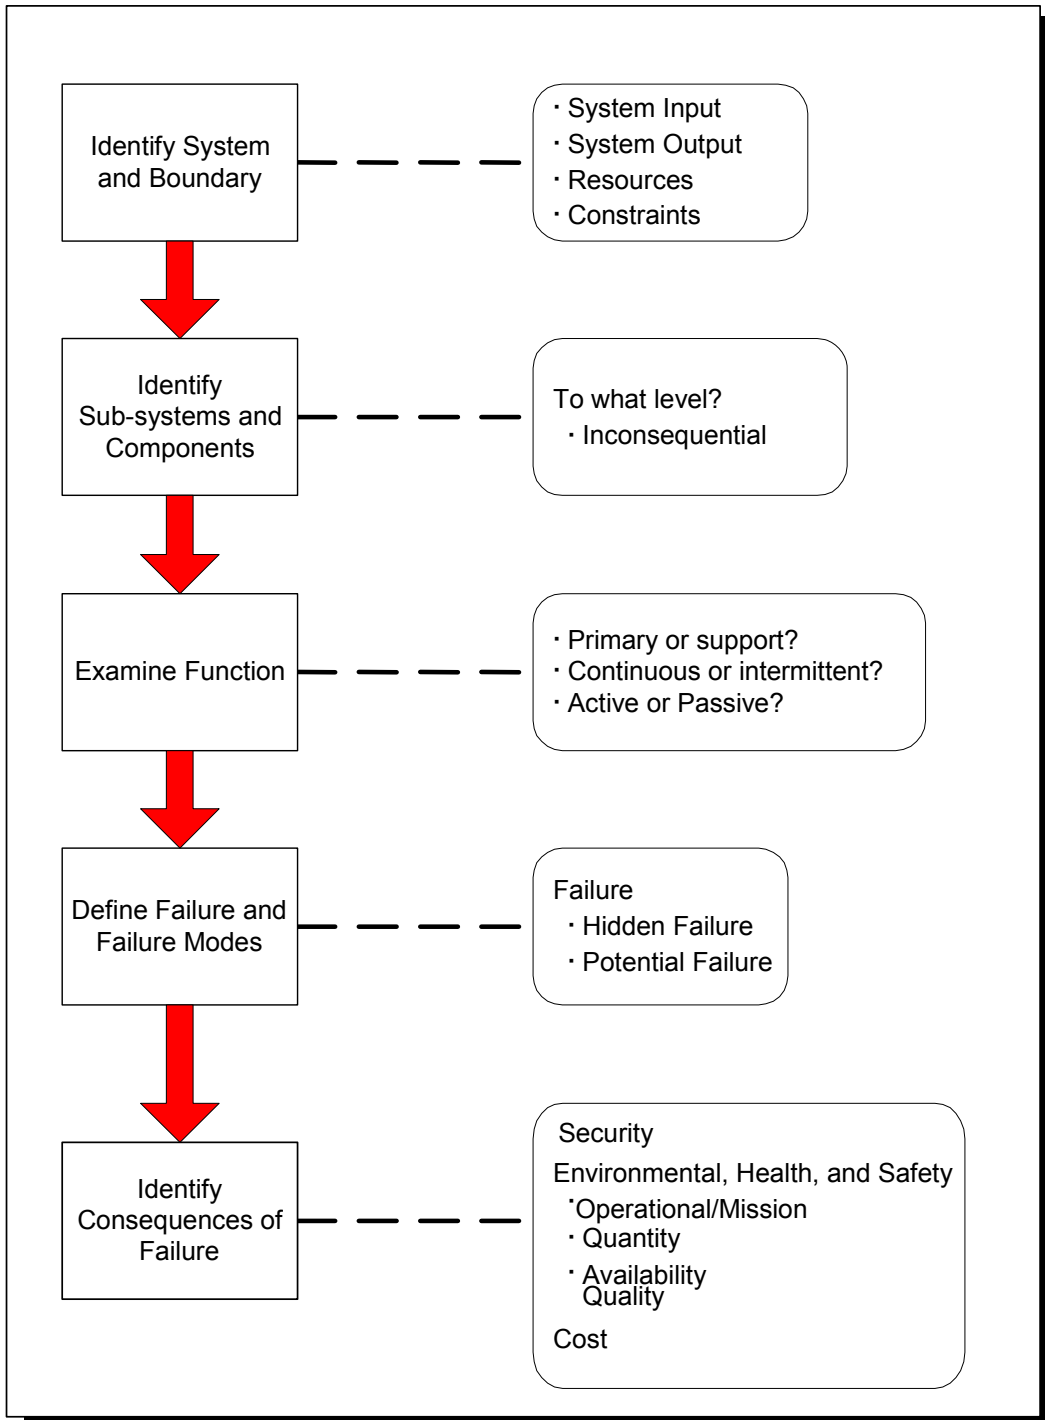 Identify System
and Boundary
· System Input
· System Output
· Resources
· Constraints
Identify
Sub-systems and
Components
To what level?
· Inconsequential
Examine Function
· Primary or support?
· Continuous or intermittent?
· Active or Passive?
Define Failure and
Failure Modes
Failure
· Hidden Failure
· Potential Failure
Identify
Consequences of
Failure
Security
Environmental, Health, and Safety
· Operational/Mission
· Quantity
· Availability
Quality
Cost